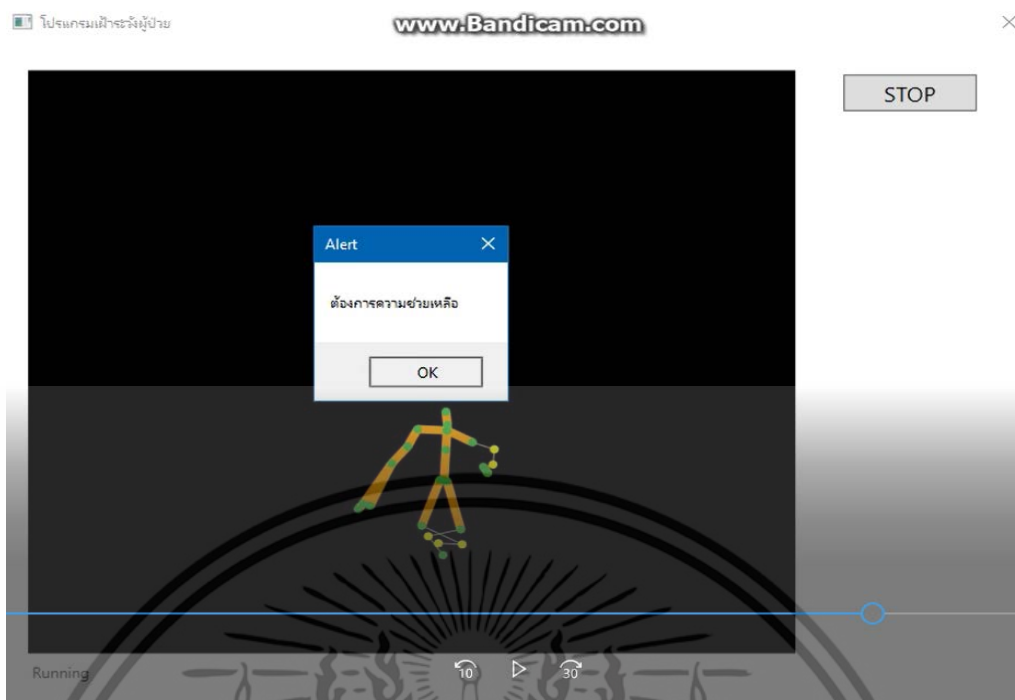 โปรแกรมเฝ้าระวังผู้ป่วย
www.Bandicam.com
STOP
Alert
ต้องการความช่วยเหลือ
OK
Running
10
30